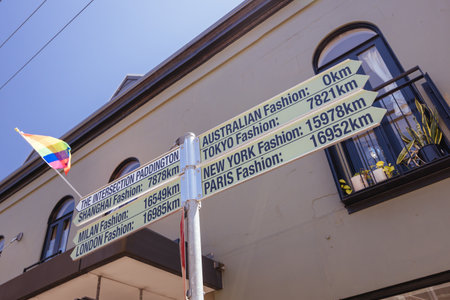 THE INTERSECTION PADDINGTON
SHANGHAI Fashion: 7878km
MILAN Fashion: 16549km
LONDON Fashion: 16985km
AUSTRALIAN Fashion: 0km
TOKYO Fashion: 7821km
NEW YORK Fashion: 15978km
PARIS Fashion: 16952km